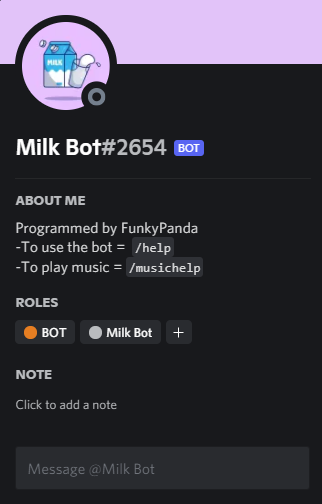 MILK
Milk Bot#2654 BOT
ABOUT ME
Programmed by FunkyPanda
-To use the bot = /help
-To play music = /musichelp
ROLES
BOT Milk Bot +
NOTE
Click to add a note
Message @Milk Bot